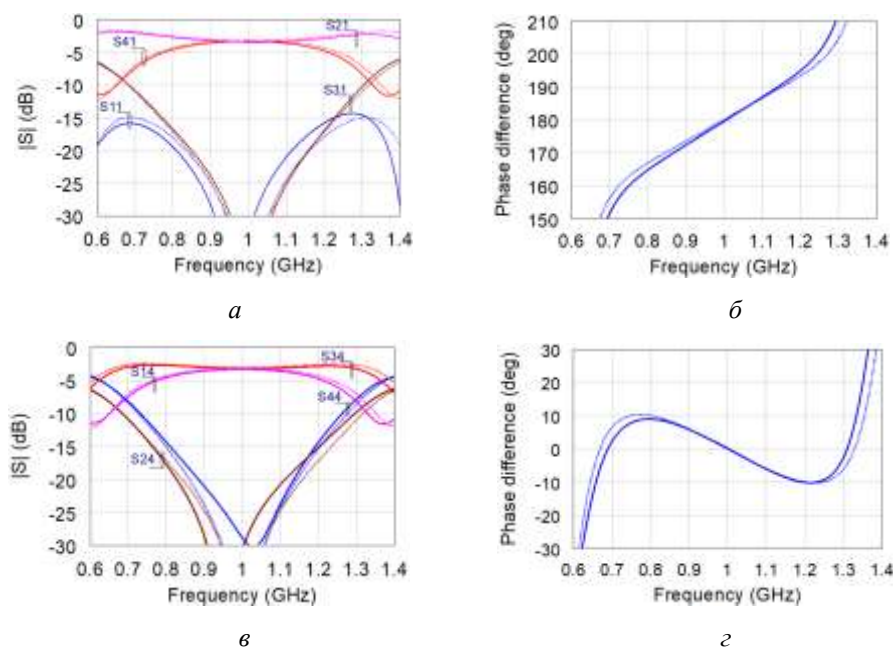 0
-5
-10
-15
-20
-25
-30
|S| (dB)
S41
S21
S11
S31
0.6 0.7 0.8 0.9 1 1.1 1.2 1.3 1.4
Frequency (GHz)
а
210
200
190
180
170
160
150
Phase difference (deg)
0.6 0.7 0.8 0.9 1 1.1 1.2 1.3 1.4
Frequency (GHz)
б
0
-5
-10
-15
-20
-25
-30
|S| (dB)
S14
S34
S44
S24
0.6 0.7 0.8 0.9 1 1.1 1.2 1.3 1.4
Frequency (GHz)
в
30
20
10
0
-10
-20
-30
Phase difference (deg)
0.6 0.7 0.8 0.9 1 1.1 1.2 1.3 1.4
Frequency (GHz)
г